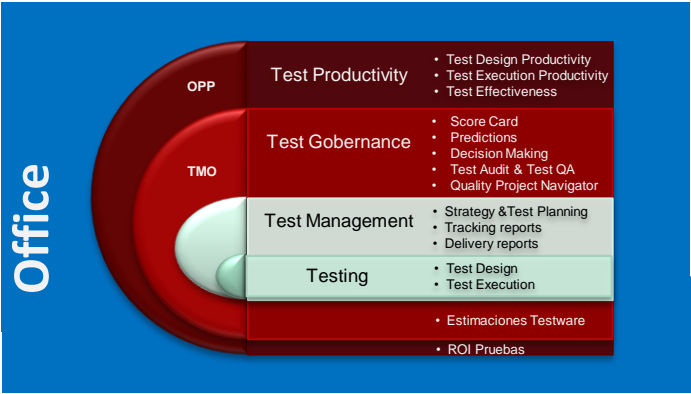 Office
OPP
Test Productivity
• Test Design Productivity
• Test Execution Productivity
• Test Effectiveness
TMO
Test Gobernance
• Score Card
• Predictions
• Decision Making
• Test Audit & Test QA
• Quality Project Navigator
Test Management
• Strategy &Test Planning
• Tracking reports
• Delivery reports
Testing
• Test Design
• Test Execution
• Estimaciones Testware
• ROI Pruebas